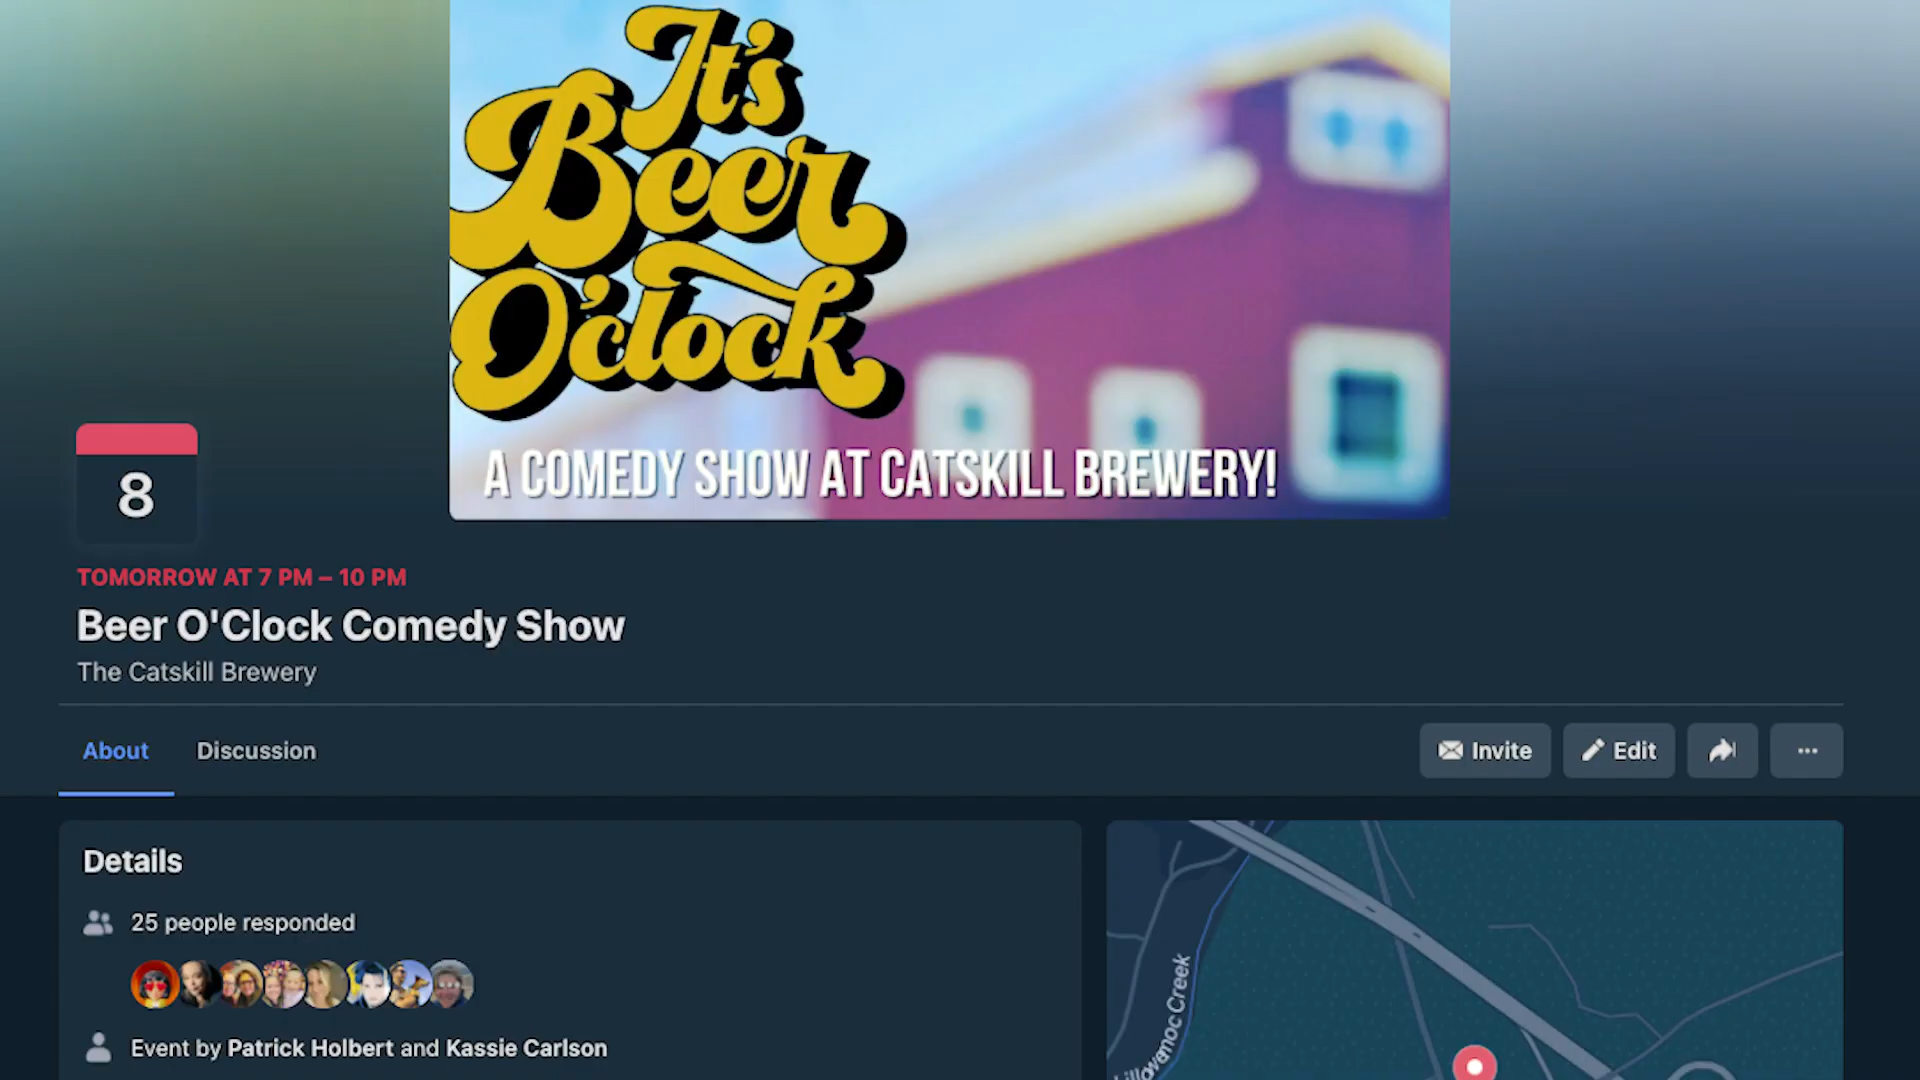 It's
Beer
O'clock
A COMEDY SHOW AT CATSKILL BREWERY!
8
TOMORROW AT 7 PM – 10 PM
Beer O'Clock Comedy Show
The Catskill Brewery
About
Discussion
Invite
Edit
Details
25 people responded
Event by Patrick Holbert and Kassie Carlson
Creek